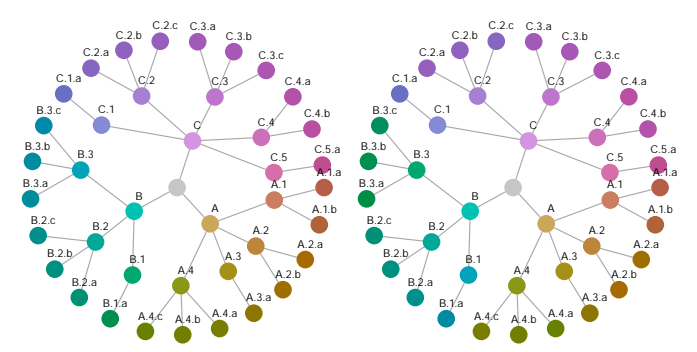 C.2.c C.3.a C.2.c C.3.a
C.2.b C.3.b C.2.b C.3.b
C.2.a C.3.c C.2.a C.3.c
C.1.a C.2 C.3 C.4.a C.1.a C.2 C.3 C.4.a
B.3.c C.1 C C.4 C.4.b B.3.c C.1 C C.4 C.4.b
B.3.b B.3 C.5 C.5.a B.3.b B.3 C.5 C.5.a
B.3.a A.1 A.1.a B.3.a A.1 A.1.a
B A A.1.b B A A.1.b
B.2.c B.2 A.2 B.2.c B.2 A.2
B.2.b B.1 A.4 A.3 A.2.a B.2.b B.1 A.4 A.3 A.2.a
B.2.a A.2.b B.2.a A.2.b
B.1.a A.4.c A.4.b A.4.a A.3.a B.1.a A.4.c A.4.b A.4.a A.3.a